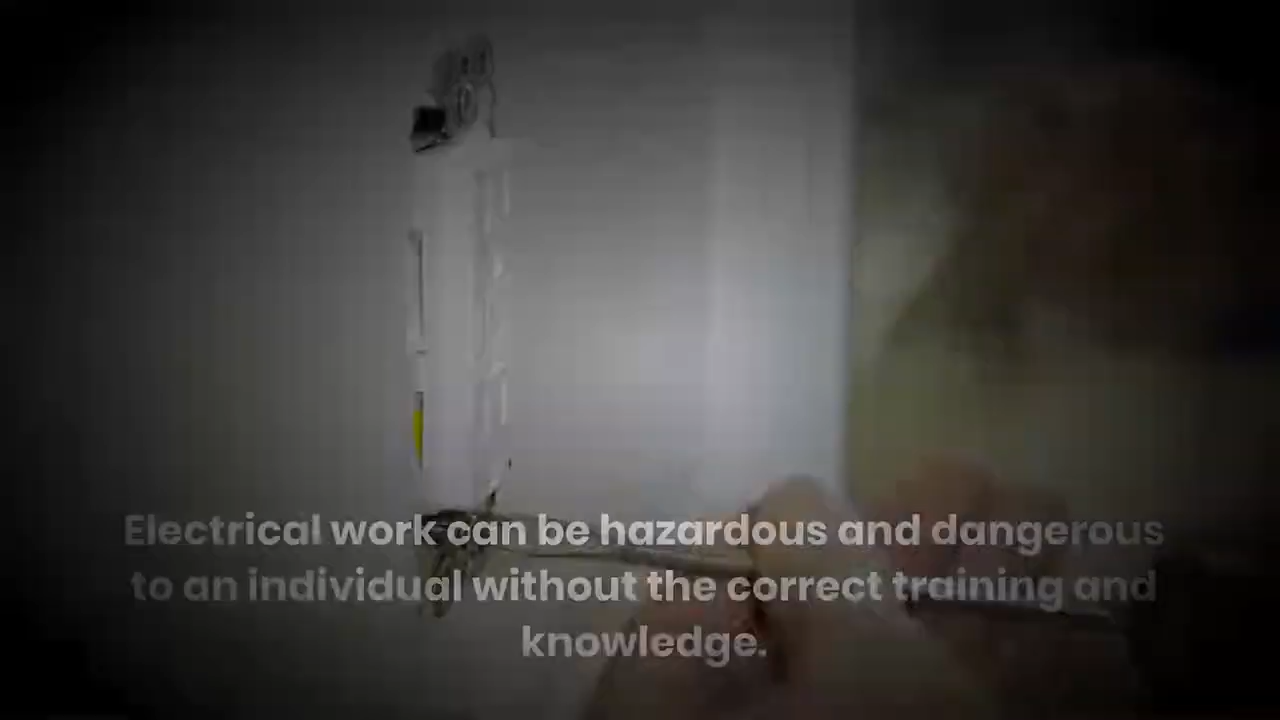 Electrical work can be hazardous and dangerous
to an individual without the correct training and
knowledge.